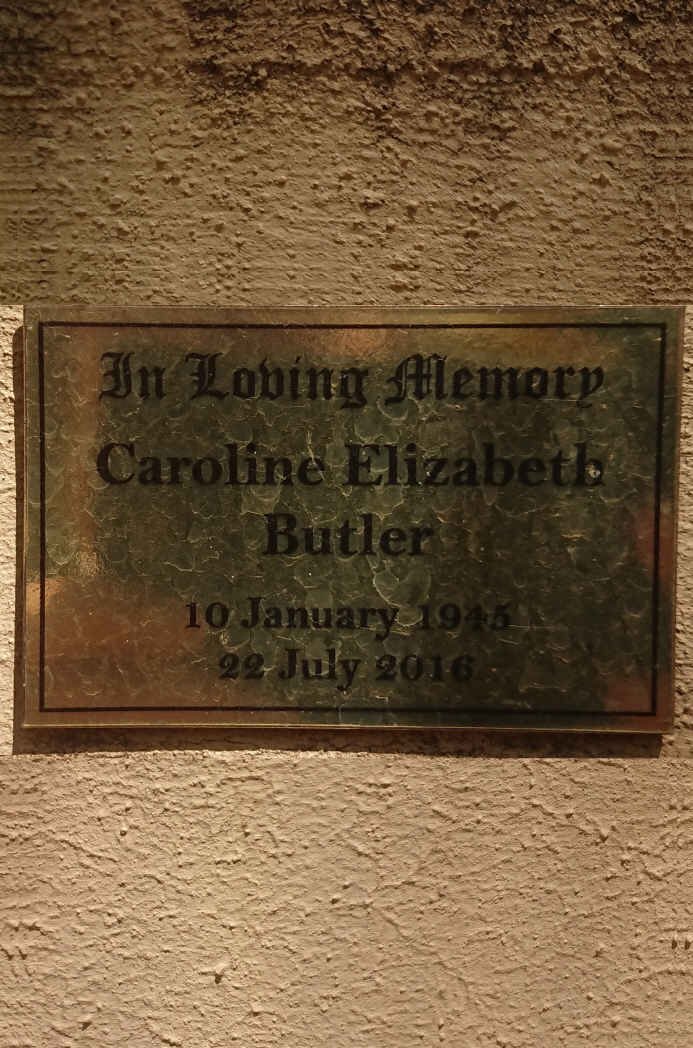 In Loving Memory
Caroline Elizabeth
Butler
10 January 1945
22 July 2016